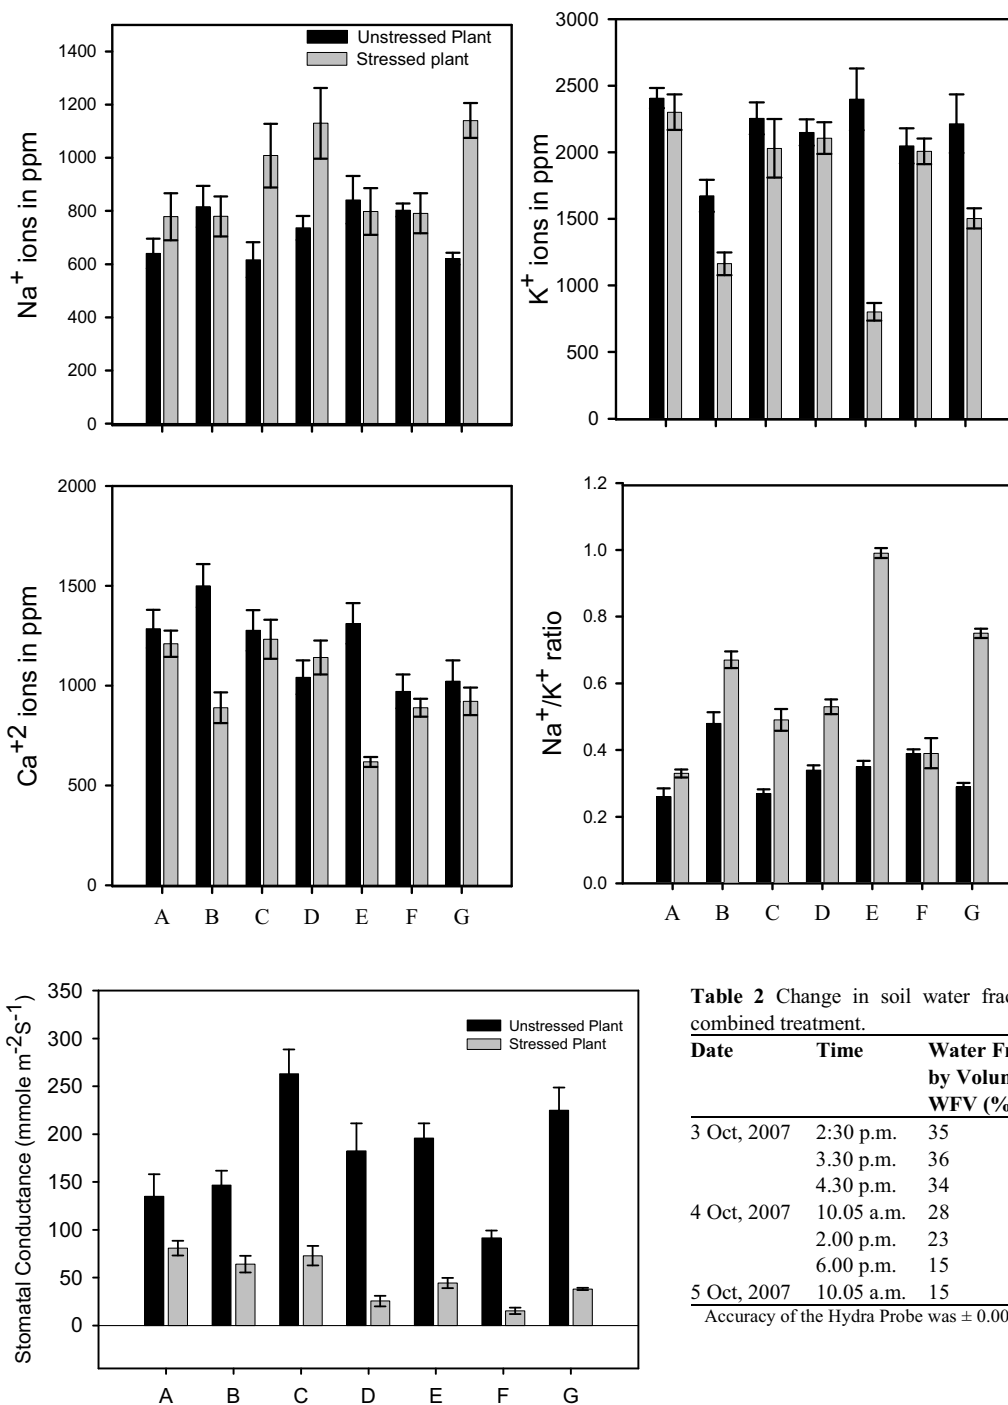 Na+ ions in ppm
1400
1200
1000
800
600
400
200
0
Unstressed Plant
Stressed plant
K+ ions in ppm
3000
2500
2000
1500
1000
500
0
Ca+2 ions in ppm
2000
1500
1000
500
0
A B C D E F G
Na+/K+ ratio
1.2
1.0
0.8
0.6
0.4
0.2
0.0
A B C D E F G
Stomatal Conductance (mmole m-2s-1)
350
300
250
200
150
100
50
0
Unstressed Plant
Stressed Plant
A B C D E F G
Table 2 Change in soil water frac
combined treatment.
Date Time Water Fr
by Volun
WFV (%
3 Oct, 2007 2:30 p.m. 35
3.30 p.m. 36
4.30 p.m. 34
4 Oct, 2007 10.05 a.m. 28
2.00 p.m. 23
6.00 p.m. 15
5 Oct, 2007 10.05 a.m. 15
Accuracy of the Hydra Probe was ± 0.00